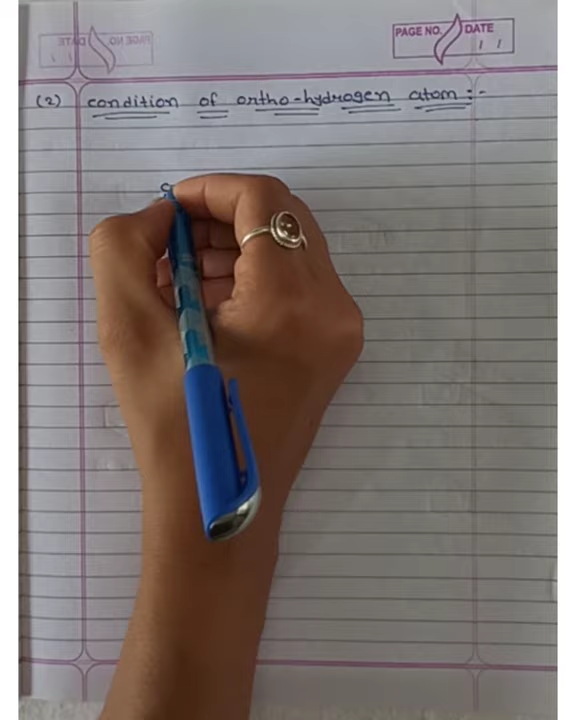 PAGE NO. DATE
/ /
(2) condition of ortho-hydrogen atom :-